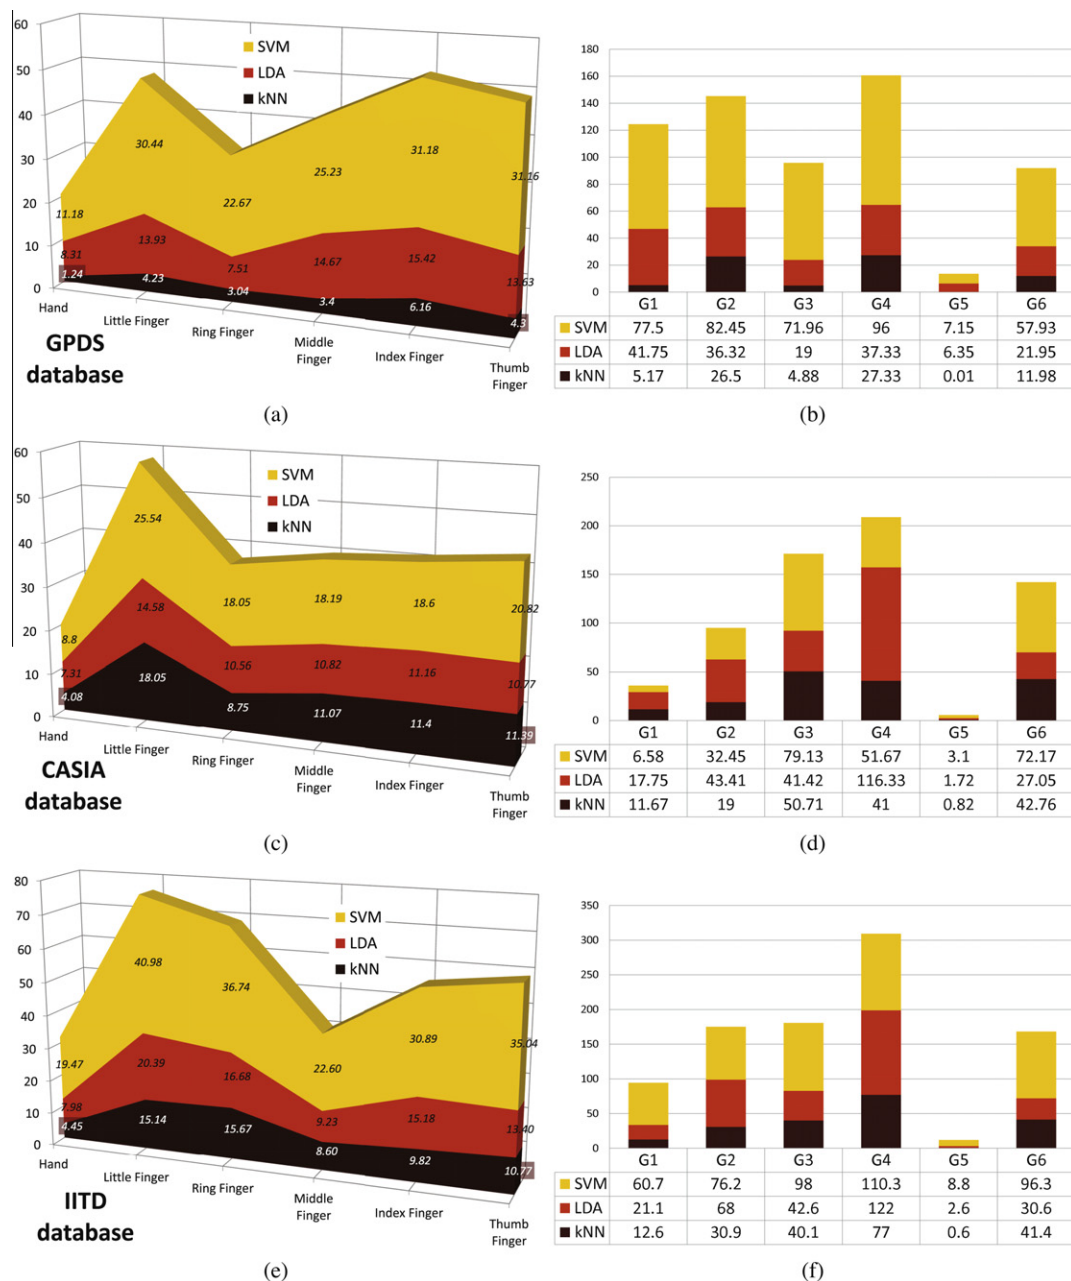 60
50
40
30
20
10
0
SVM
LDA
kNN
30.44
31.18
25.23
22.67
31.16
11.18
13.93
14.67
15.42
8.31
7.51
13.63
1.24
4.23
3.04
3.4
6.16
4.3
Hand
Little Finger
Ring Finger
Middle
Finger
Index Finger
Thumb
Finger
GPDS
database
(a)
180
160
140
120
100
80
60
40
20
0
G1 G2 G3 G4 G5 G6
SVM 77.5 82.45 71.96 96 7.15 57.93
LDA 41.75 36.32 19 37.33 6.35 21.95
kNN 5.17 26.5 4.88 27.33 0.01 11.98
(b)
60
50
40
30
20
10
0
SVM
LDA
kNN
25.54
18.05
18.19
18.6
20.82
8.8
14.58
10.56
10.82
11.16
10.77
7.31
4.08
18.05
8.75
11.07
11.4
11.39
Hand
Little Finger
Ring Finger
Middle
Finger
Index Finger
Thumb
Finger
CASIA
database
(c)
250
200
150
100
50
0
G1 G2 G3 G4 G5 G6
SVM 6.58 32.45 79.13 51.67 3.1 72.17
LDA 17.75 43.41 41.42 116.33 1.72 27.05
kNN 11.67 19 50.71 41 0.82 42.76
(d)
80
70
60
50
40
30
20
10
0
SVM
LDA
kNN
40.98
36.74
30.89
35.04
22.60
19.47
20.39
16.68
15.18
13.40
9.23
7.98
4.45
15.14
15.67
8.60
9.82
10.77
Hand
Little Finger
Ring Finger
Middle
Finger
Index Finger
Thumb
Finger
IITD
database
(e)
350
300
250
200
150
100
50
0
G1 G2 G3 G4 G5 G6
SVM 60.7 76.2 98 110.3 8.8 96.3
LDA 21.1 68 42.6 122 2.6 30.6
kNN 12.6 30.9 40.1 77 0.6 41.4
(f)